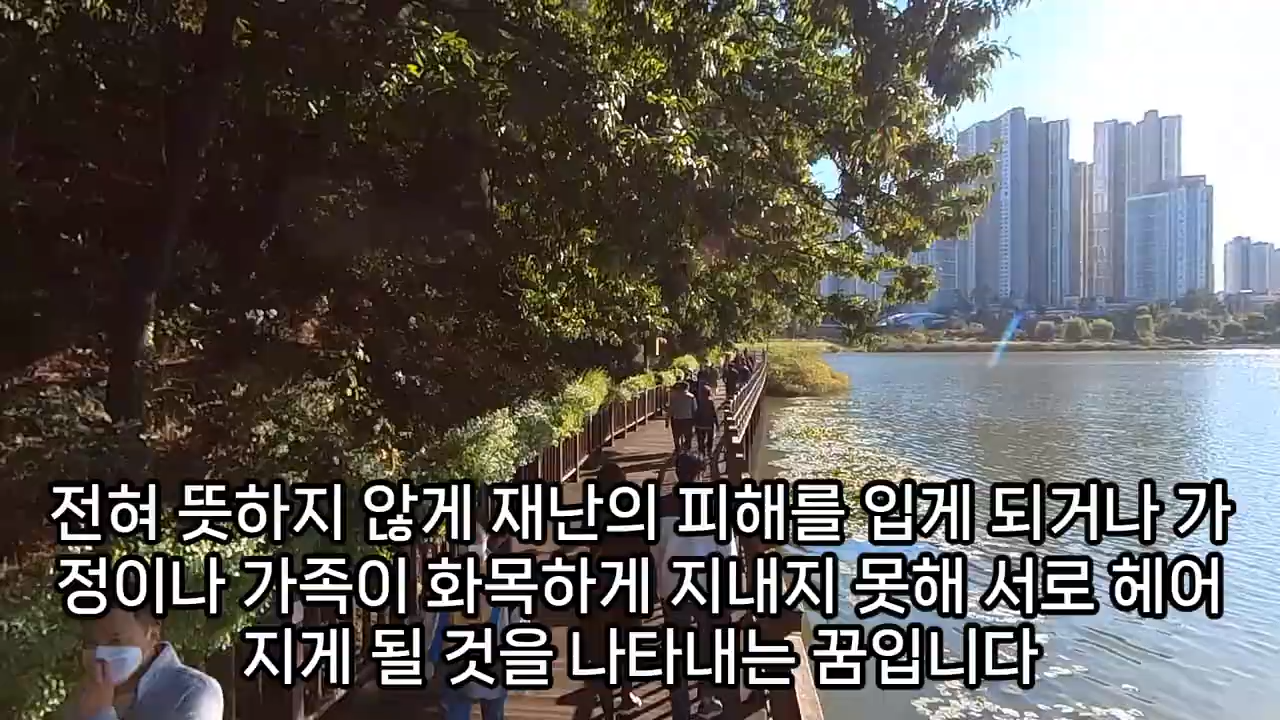 전혀 뜻하지 않게 재난의 피해를 입게 되거나 가
정이나 가족이 화목하게 지내지 못해 서로 헤어
지게 될 것을 나타내는 꿈입니다